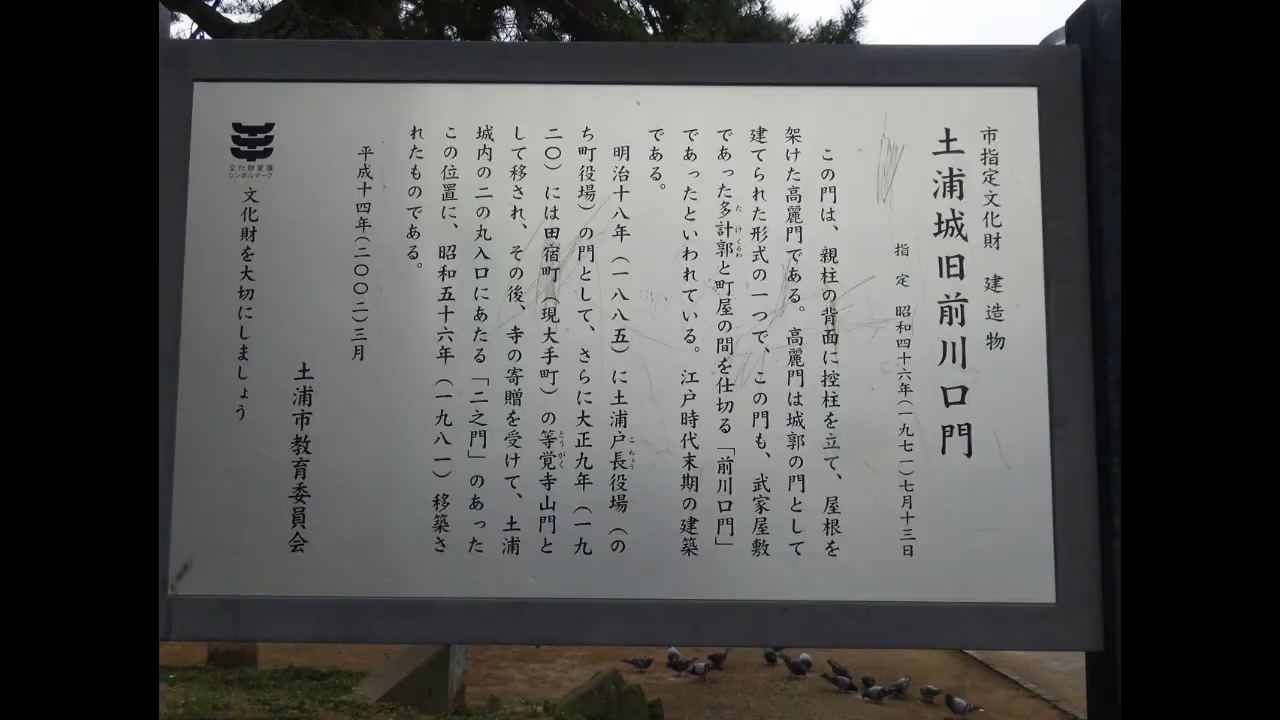 市指定文化財　建造物
土浦城旧前川口門
指　定　昭和四十六年(一九七一)七月十三日
この門は、親柱の背面に控柱を立て、屋根を
架けた高麗門である。高麗門は城郭の門として
建てられた形式の一つで、この門も、武家屋敷
であった多計郭と町屋の間を仕切る「前川口門」
たけくるわ
であったといわれている。江戸時代末期の建築
である。
明治十八年（一八八五）に土浦戸長役場（の
こちょう
ち町役場）の門として、さらに大正九年（一九
二〇）には田宿町（現大手町）の等覚寺山門と
とうがく
して移され、その後、寺の寄贈を受けて、土浦
城内の二の丸入口にあたる「二之門」のあった
この位置に、昭和五十六年（一九八一）移築さ
れたものである。
平成十四年(二〇〇二)三月
土浦市教育委員会
文化財愛護
シンボルマーク
文化財を大切にしましょう